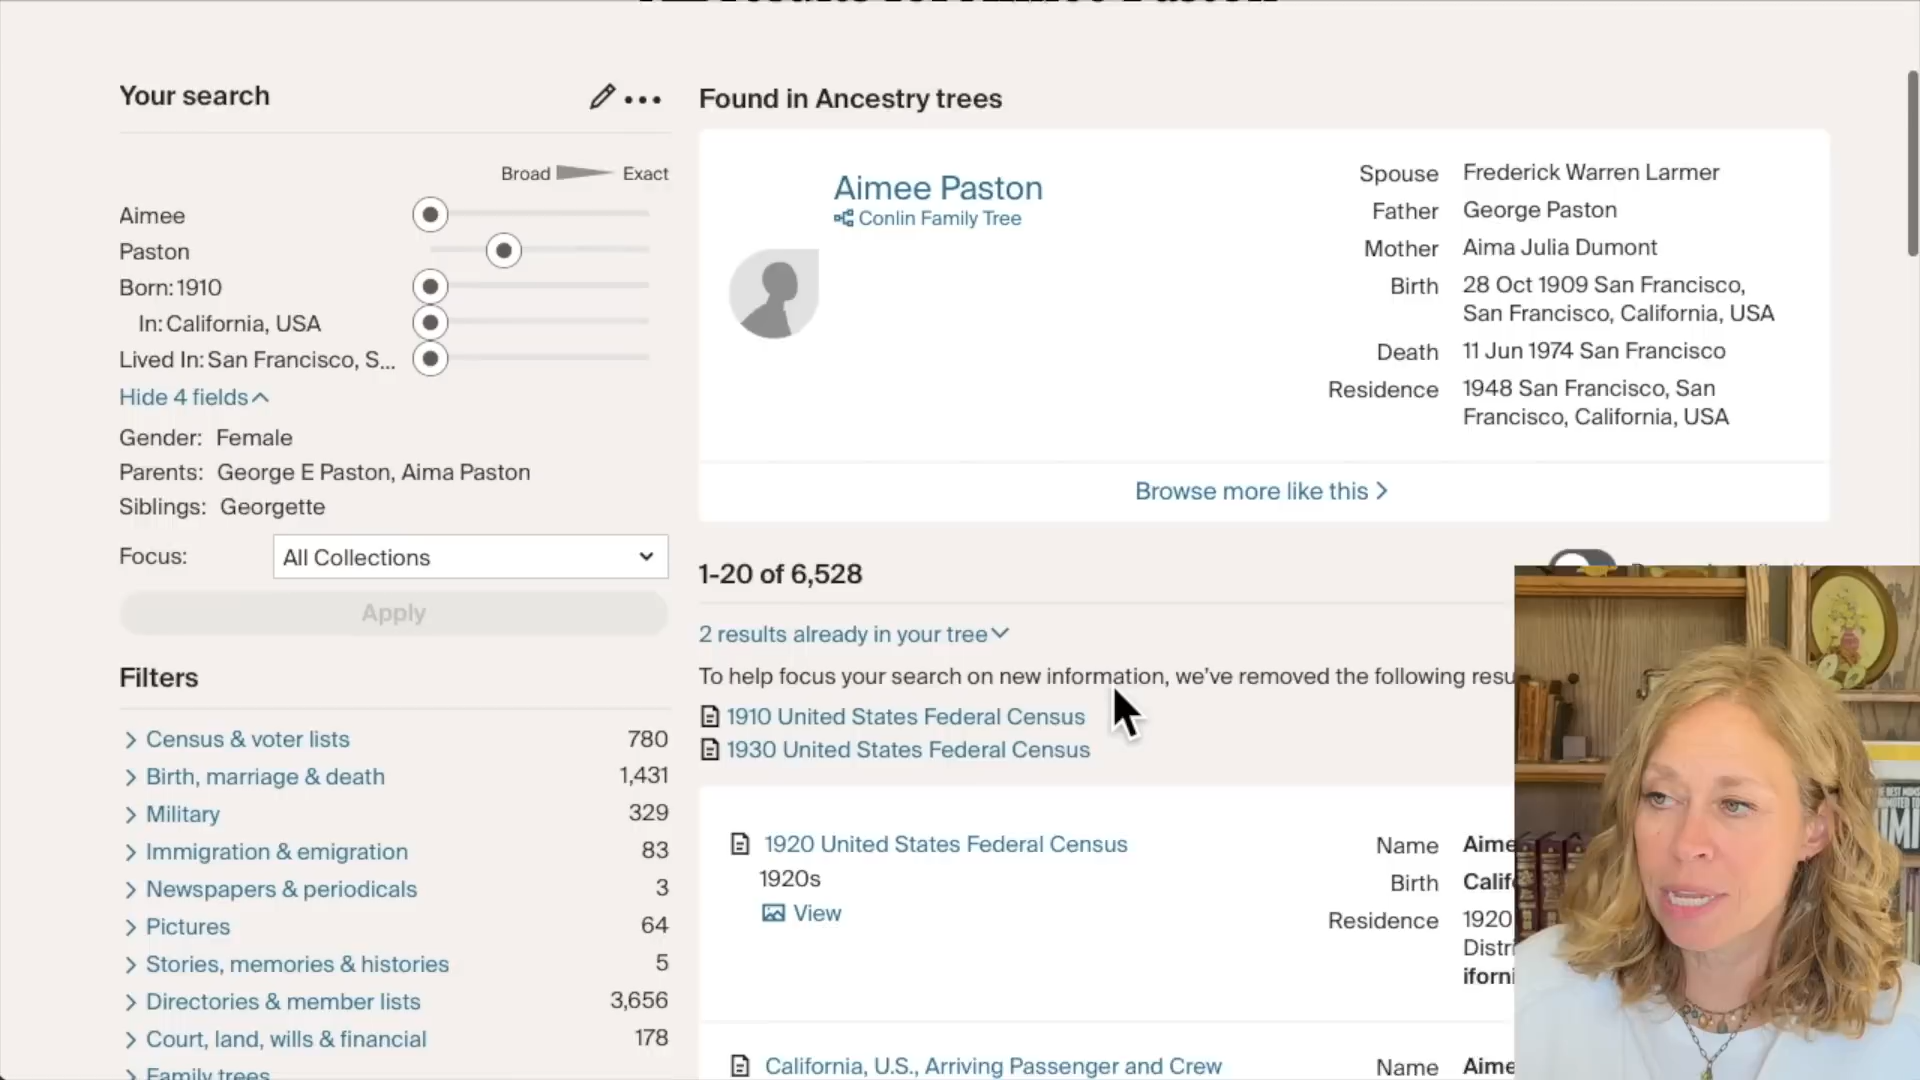 Your search
Broad Exact
Aimee
Paston
Born: 1910
In: California, USA
Lived In: San Francisco, S...
Hide 4 fields
Gender: Female
Parents: George E Paston, Aima Paston
Siblings: Georgette
Focus: All Collections
Apply
Filters
Census & voter lists 780
Birth, marriage & death 1,431
Military 329
Immigration & emigration 83
Newspapers & periodicals 3
Pictures 64
Stories, memories & histories 5
Directories & member lists 3,656
Court, land, wills & financial 178
Family trees
Found in Ancestry trees
Aimee Paston
Conlin Family Tree
Spouse Frederick Warren Larmer
Father George Paston
Mother Aima Julia Dumont
Birth 28 Oct 1909 San Francisco,
San Francisco, California, USA
Death 11 Jun 1974 San Francisco
Residence 1948 San Francisco, San
Francisco, California, USA
Browse more like this
1-20 of 6,528
2 results already in your tree
To help focus your search on new information, we've removed the following resu
1910 United States Federal Census
1930 United States Federal Census
1920 United States Federal Census
1920s
View
Name Aime
Birth Calif
Residence 1920
Distri
iforni
California, U.S., Arriving Passenger and Crew
Name Aime